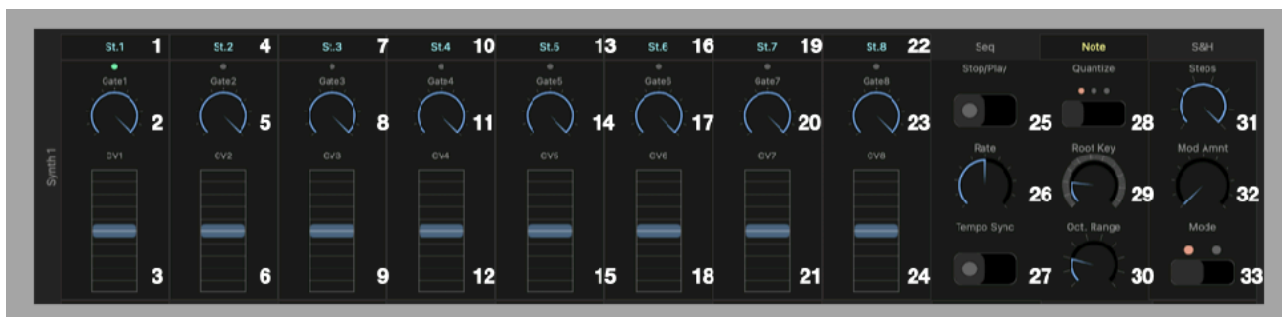 St.1 1 St.2 4 St.3 7 St.4 10 St.5 13 St.6 16 St.7 19 St.8 22 Seq Note S&H
Gate1 Gate2 Gate3 Gate4 Gate5 Gate6 Gate7 Gate8 Stop/Play Quantize Steps
2 5 8 11 14 17 20 23 25 28 31
CV1 CV2 CV3 CV4 CV5 CV6 CV7 CV8 Rate Root Key Mod Amnt
Synth 1
26 29 32
Tempo Sync Oct. Range Mode
3 6 9 12 15 18 21 24 27 30 33